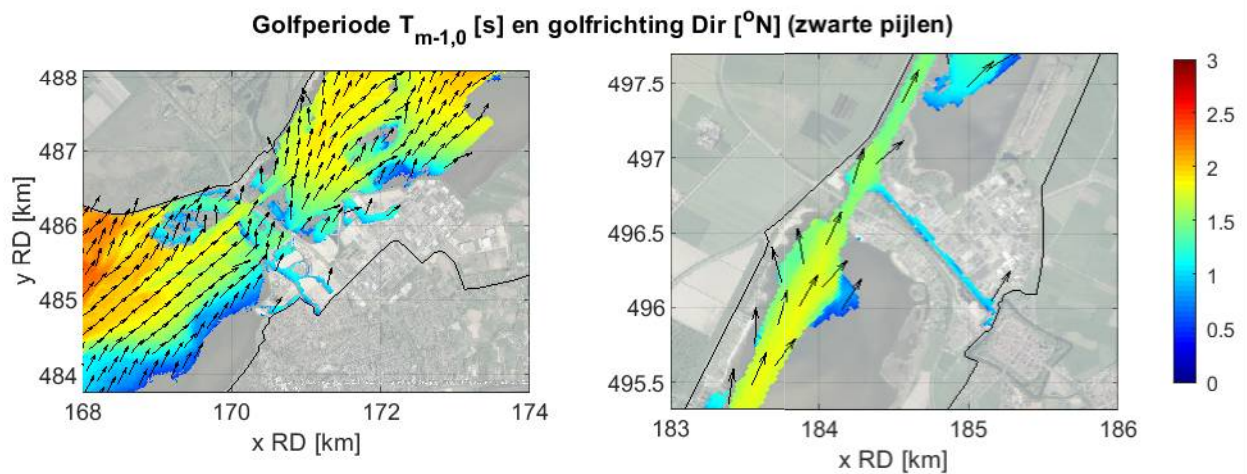 Golfperiode T_m-1,0 [s] en golfrichting Dir [°N] (zwarte pijlen)
488
487
486
485
484
y RD [km]
168 170 172 174
x RD [km]
497.5
497
496.5
496
495.5
183 184 185 186
x RD [km]
3
2.5
2
1.5
1
0.5
0